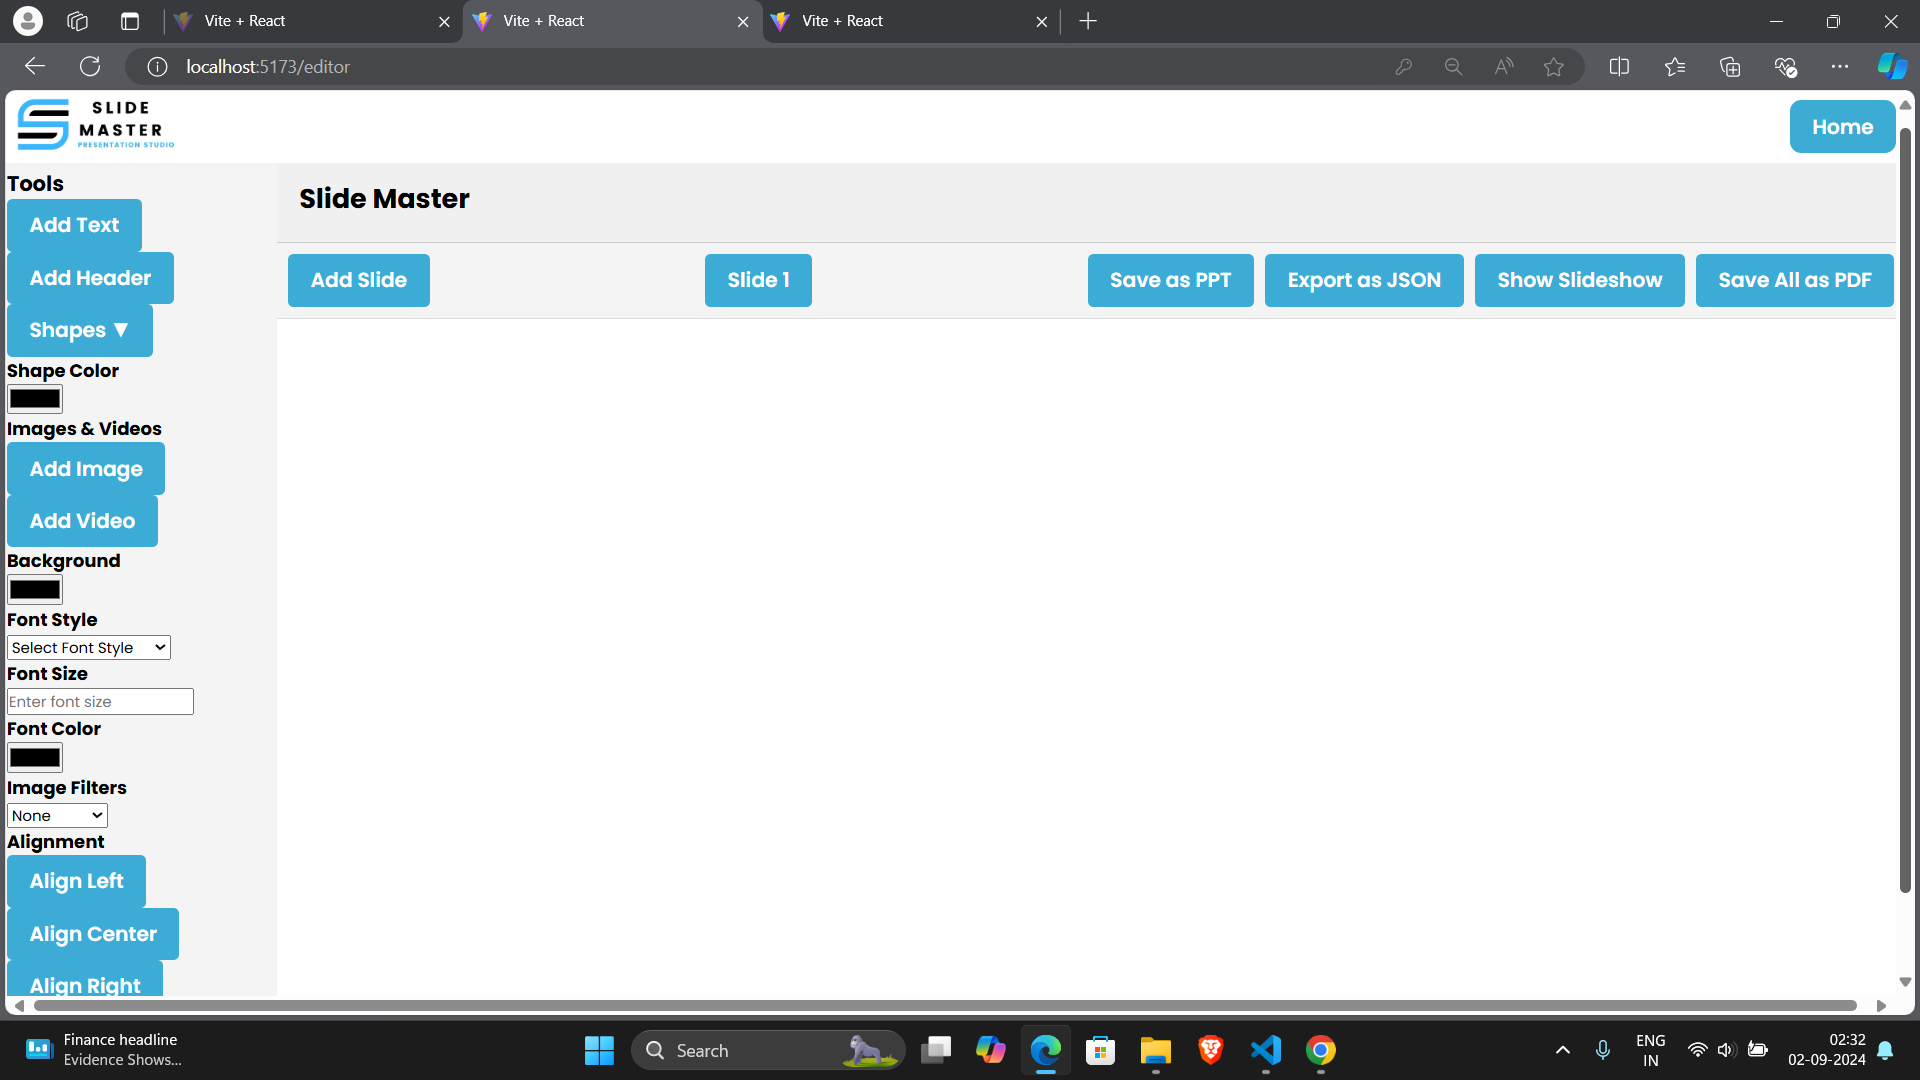 Vite + React
Vite + React
Vite + React
localhost:5173/editor
SLIDE
MASTER
PRESENTATION STUDIO
Home
Tools
Slide Master
Add Text
Add Header
Shapes ▼
Add Slide
Slide 1
Save as PPT
Export as JSON
Show Slideshow
Save All as PDF
Shape Color
Images & Videos
Add Image
Add Video
Background
Font Style
Select Font Style
Font Size
Enter font size
Font Color
Image Filters
None
Alignment
Align Left
Align Center
Align Right
Finance headline
Evidence Shows...
Search
ENG
IN
02:32
02-09-2024